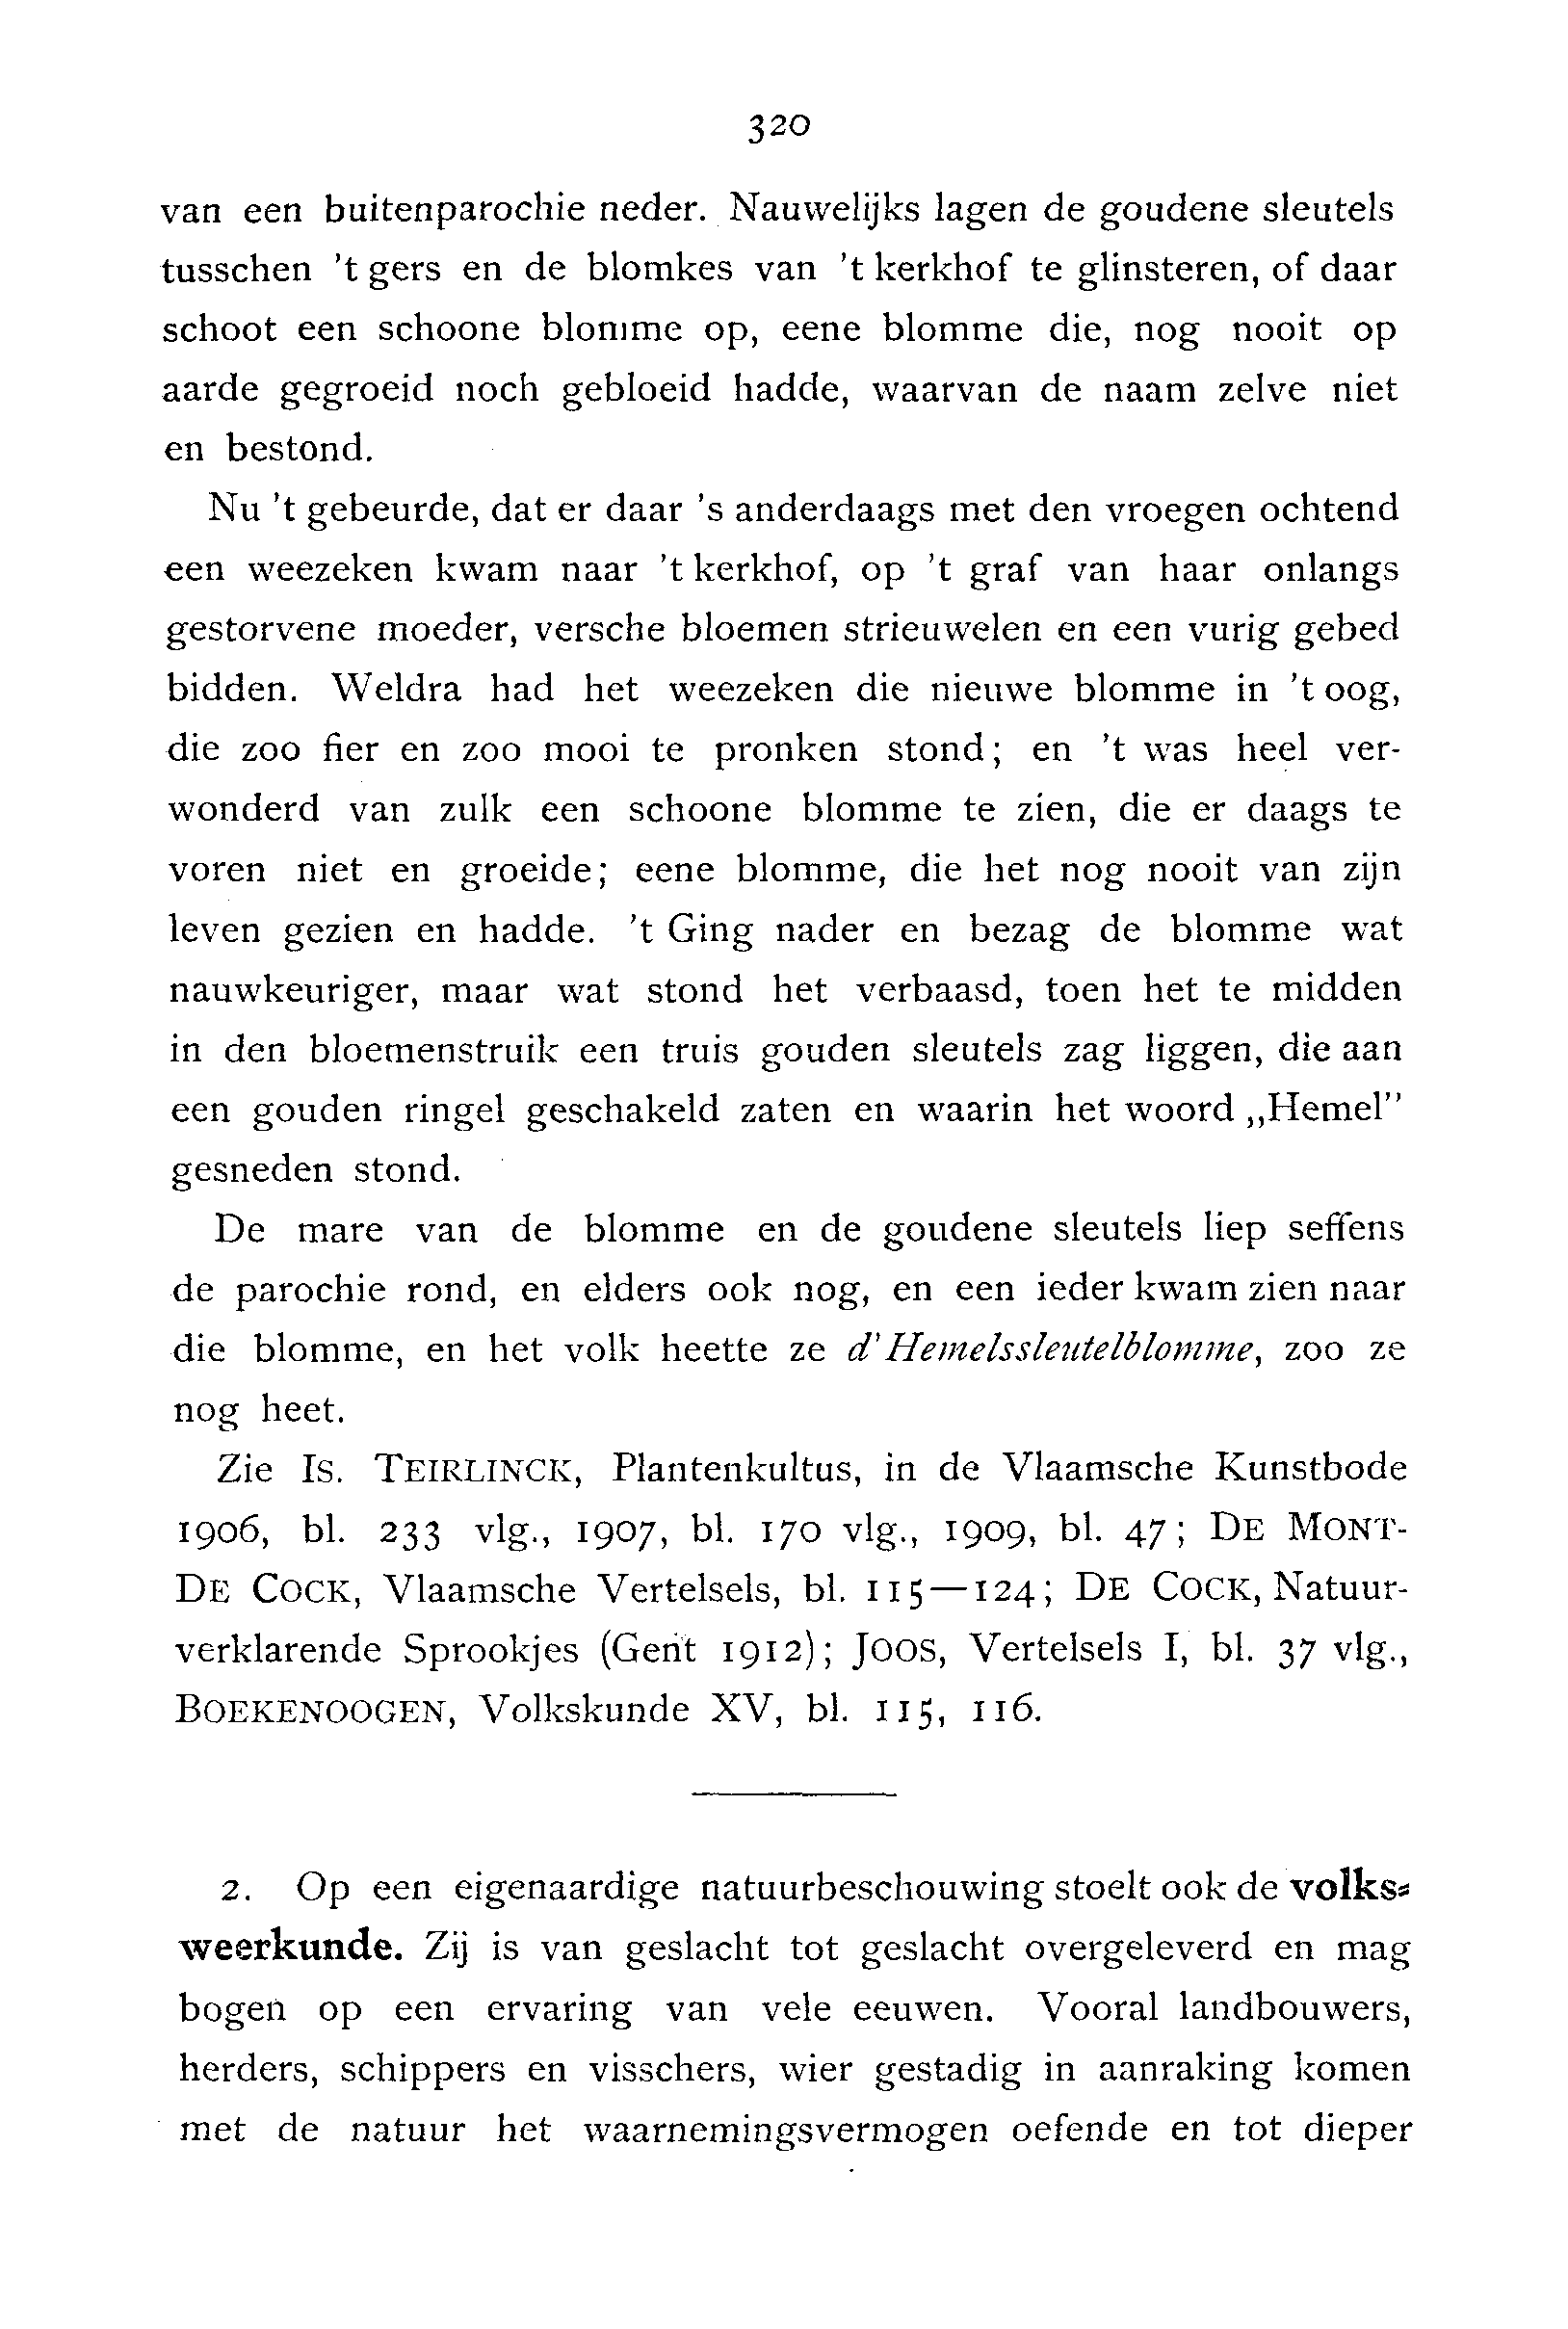 320
van een buitenparochie neder. Nauwelijks lagen de goudene sleutels
tusschen 't gers en de blomkes van 't kerkhof te glinsteren, of daar
schoot een schoone blomme op, eene blomme die, nog nooit op
aarde gegroeid noch gebloeid hadde, waarvan de naam zelve niet
en bestond.
Nu 't gebeurde, dat er daar 's anderdaags met den vroegen ochtend
een weezeken kwam naar 't kerkhof, op 't graf van haar onlangs
gestorvene moeder, versche bloemen strieuwelen en een vurig gebed
bidden. Weldra had het weezeken die nieuwe blomme in 't oog,
die zoo fier en zoo mooi te pronken stond; en 't was heel ver-
wonderd van zulk een schoone blomme te zien, die er daags te
voren niet en groeide; eene blomme, die het nog nooit van zijn
leven gezien en hadde. 't Ging nader en bezag de blomme wat
nauwkeuriger, maar wat stond het verbaasd, toen het te midden
in den bloemenstruik een truis gouden sleutels zag liggen, die aan
een gouden ringel geschakeld zaten en waarin het woord „Hemel”
gesneden stond.
De mare van de blomme en de goudene sleutels liep seffens
de parochie rond, en elders ook nog, en een ieder kwam zien naar
die blomme, en het volk heette ze d'Hemelssleutelblomme, zoo ze
nog heet.
Zie Is. TEIRLINCK, Plantenkultus, in de Vlaamsche Kunstbode
1906, bl. 233 vlg., 1907, bl. 170 vlg., 1909, bl. 47; DE MONT-
DE COCK, Vlaamsche Vertelsels, bl. 115—124; DE COCK, Natuur-
verklarende Sprookjes (Gent 1912); JOOS, Vertelsels I, bl. 37 vlg.,
BOEKENOOGEN, Volkskunde XV, bl. 115, 116.
2. Op een eigenaardige natuurbeschouwing stoelt ook de volks-
weerkunde. Zij is van geslacht tot geslacht overgeleverd en mag
bogen op een ervaring van vele eeuwen. Vooral landbouwers,
herders, schippers en visschers, wier gestadig in aanraking komen
met de natuur het waarnemingsvermogen oefende en tot dieper